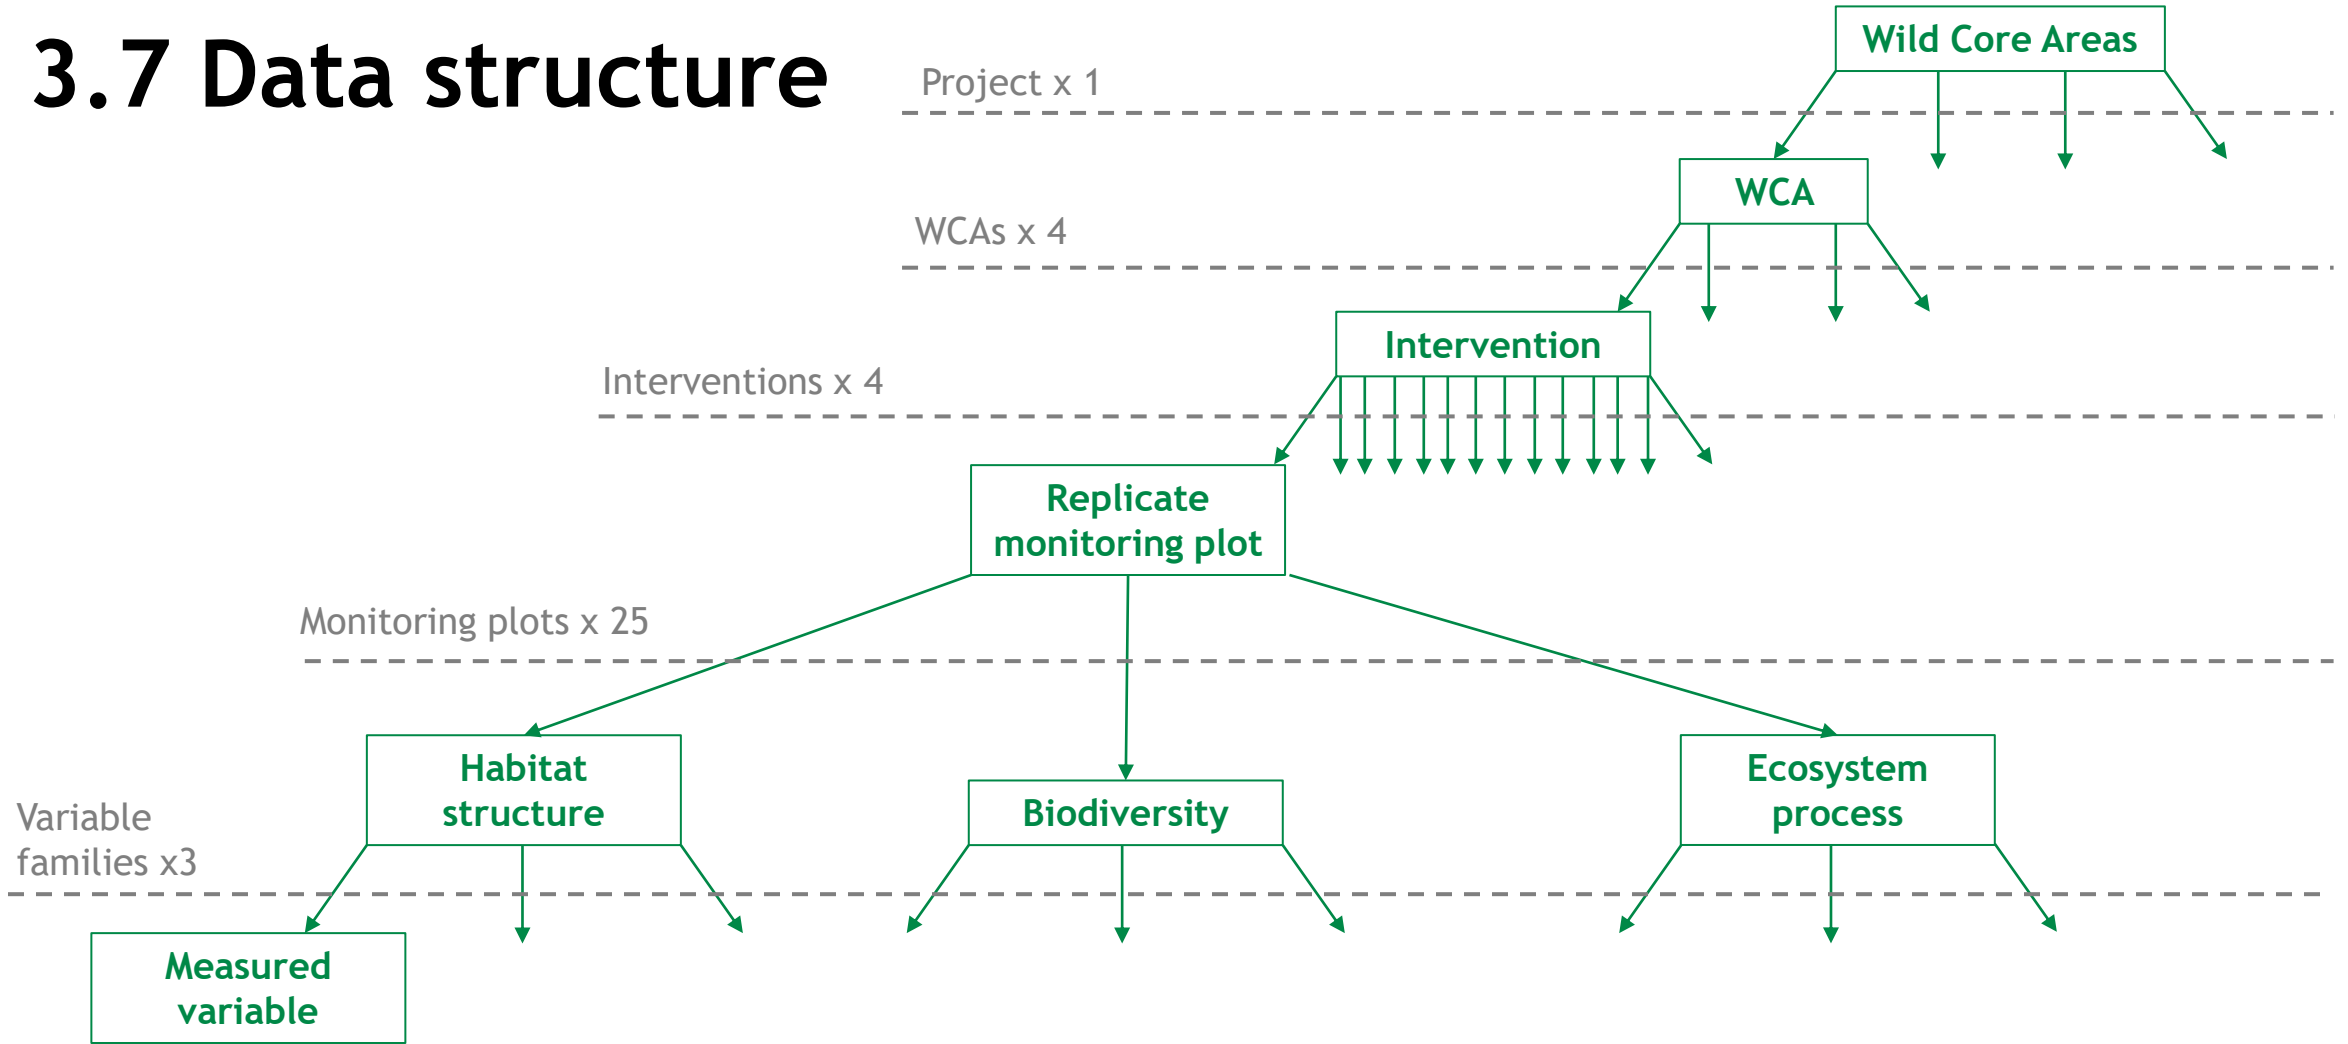 3.7 Data structure
Wild Core Areas
Project x 1
WCA
WCAs x 4
Intervention
Interventions x 4
Replicate
monitoring plot
Monitoring plots x 25
Habitat
structure
Biodiversity
Ecosystem
process
Variable
families x3
Measured
variable